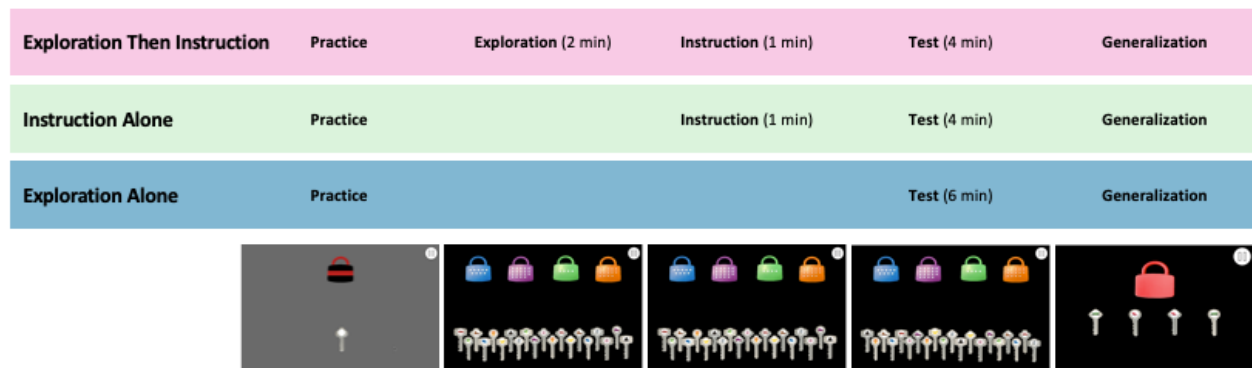 Exploration Then Instruction Practice Exploration (2 min) Instruction (1 min) Test (4 min) Generalization
Instruction Alone Practice Instruction (1 min) Test (4 min) Generalization
Exploration Alone Practice Test (6 min) Generalization